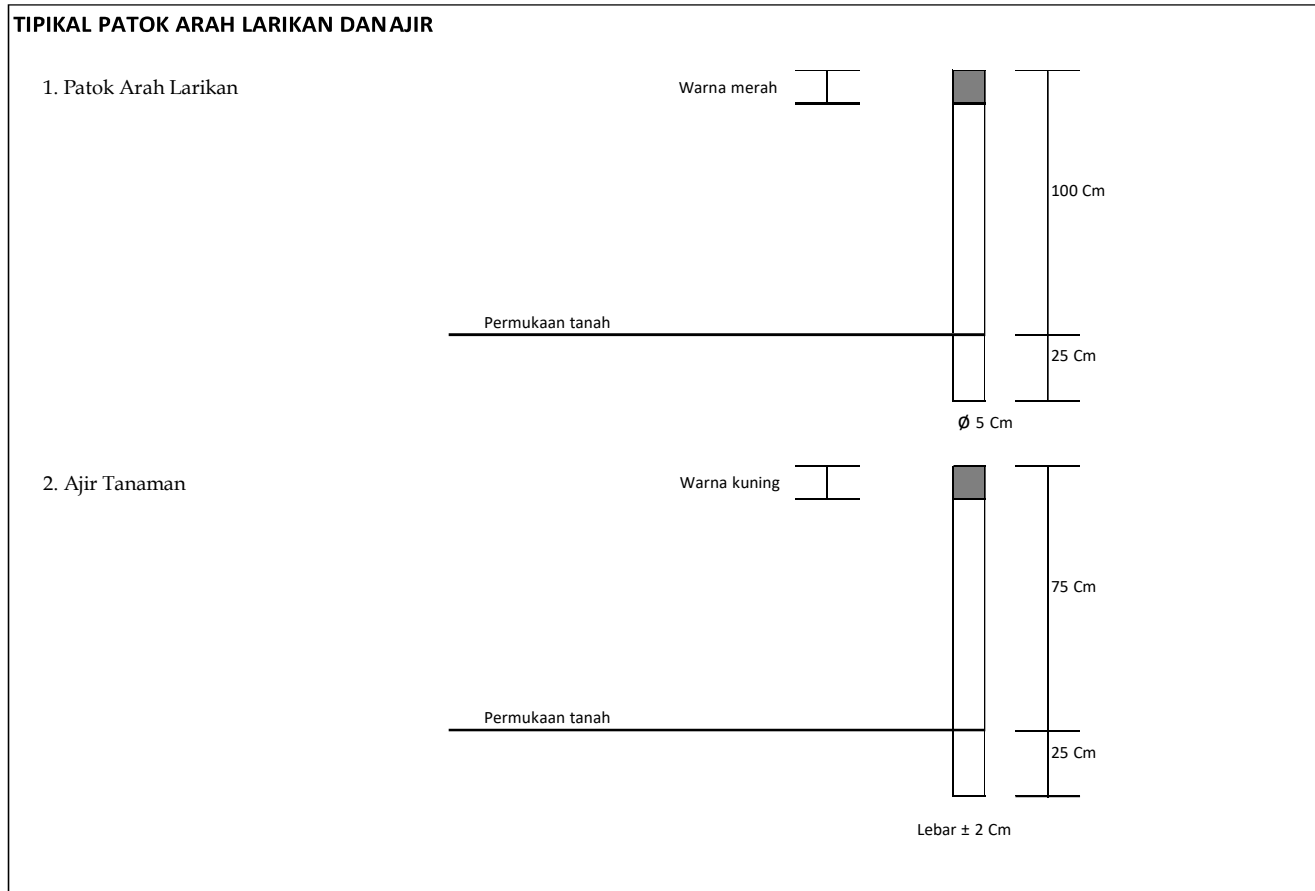 TIPIKAL PATOK ARAH LARIKAN DAN AJIR
1. Patok Arah Larikan
Warna merah
100 Cm
Permukaan tanah
25 Cm
Ø 5 Cm
2. Ajir Tanaman
Warna kuning
75 Cm
Permukaan tanah
25 Cm
Lebar ± 2 Cm